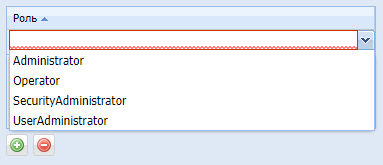 Роль
Administrator
Operator
SecurityAdministrator
UserAdministrator